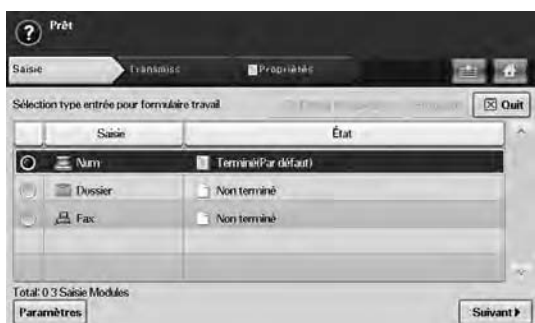 ?
Prêt
Saisie
Transmiss
Propriétés
Sélection type entrée pour formulaire travail
Quit
Saisie
État
Num
Terminé(Par défaut)
Dossier
Non terminé
Fax
Non terminé
Total: 0 3 Saisie Modules
Paramètres
Suivant